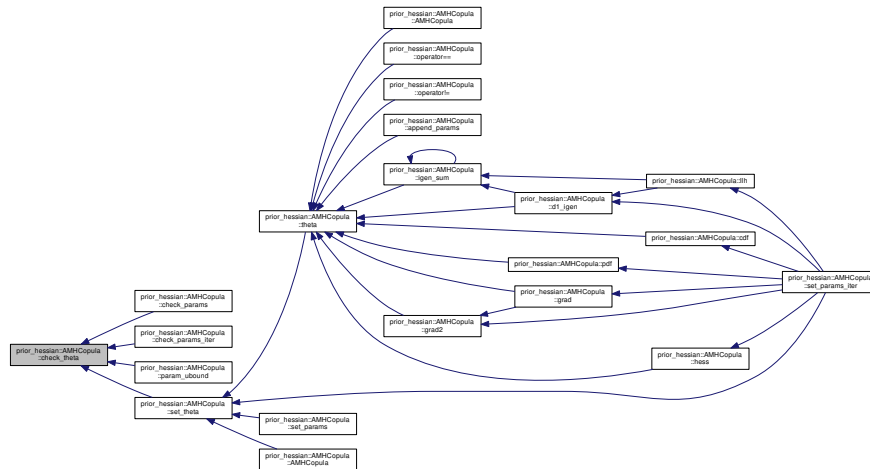 prior_hessian::AMHCopula
::AMHCopula
prior_hessian::AMHCopula
::operator==
prior_hessian::AMHCopula
::operator!=
prior_hessian::AMHCopula
::append_params
prior_hessian::AMHCopula
::igen_sum
prior_hessian::AMHCopula::llh
prior_hessian::AMHCopula
::d1_igen
prior_hessian::AMHCopula
::theta
prior_hessian::AMHCopula::cdf
prior_hessian::AMHCopula::pdf
prior_hessian::AMHCopula
::set_params_iter
prior_hessian::AMHCopula
::grad
prior_hessian::AMHCopula
::check_params
prior_hessian::AMHCopula
::grad2
prior_hessian::AMHCopula
::check_params_iter
prior_hessian::AMHCopula
::check_theta
prior_hessian::AMHCopula
::hess
prior_hessian::AMHCopula
::param_ubound
prior_hessian::AMHCopula
::set_theta
prior_hessian::AMHCopula
::set_params
prior_hessian::AMHCopula
::AMHCopula